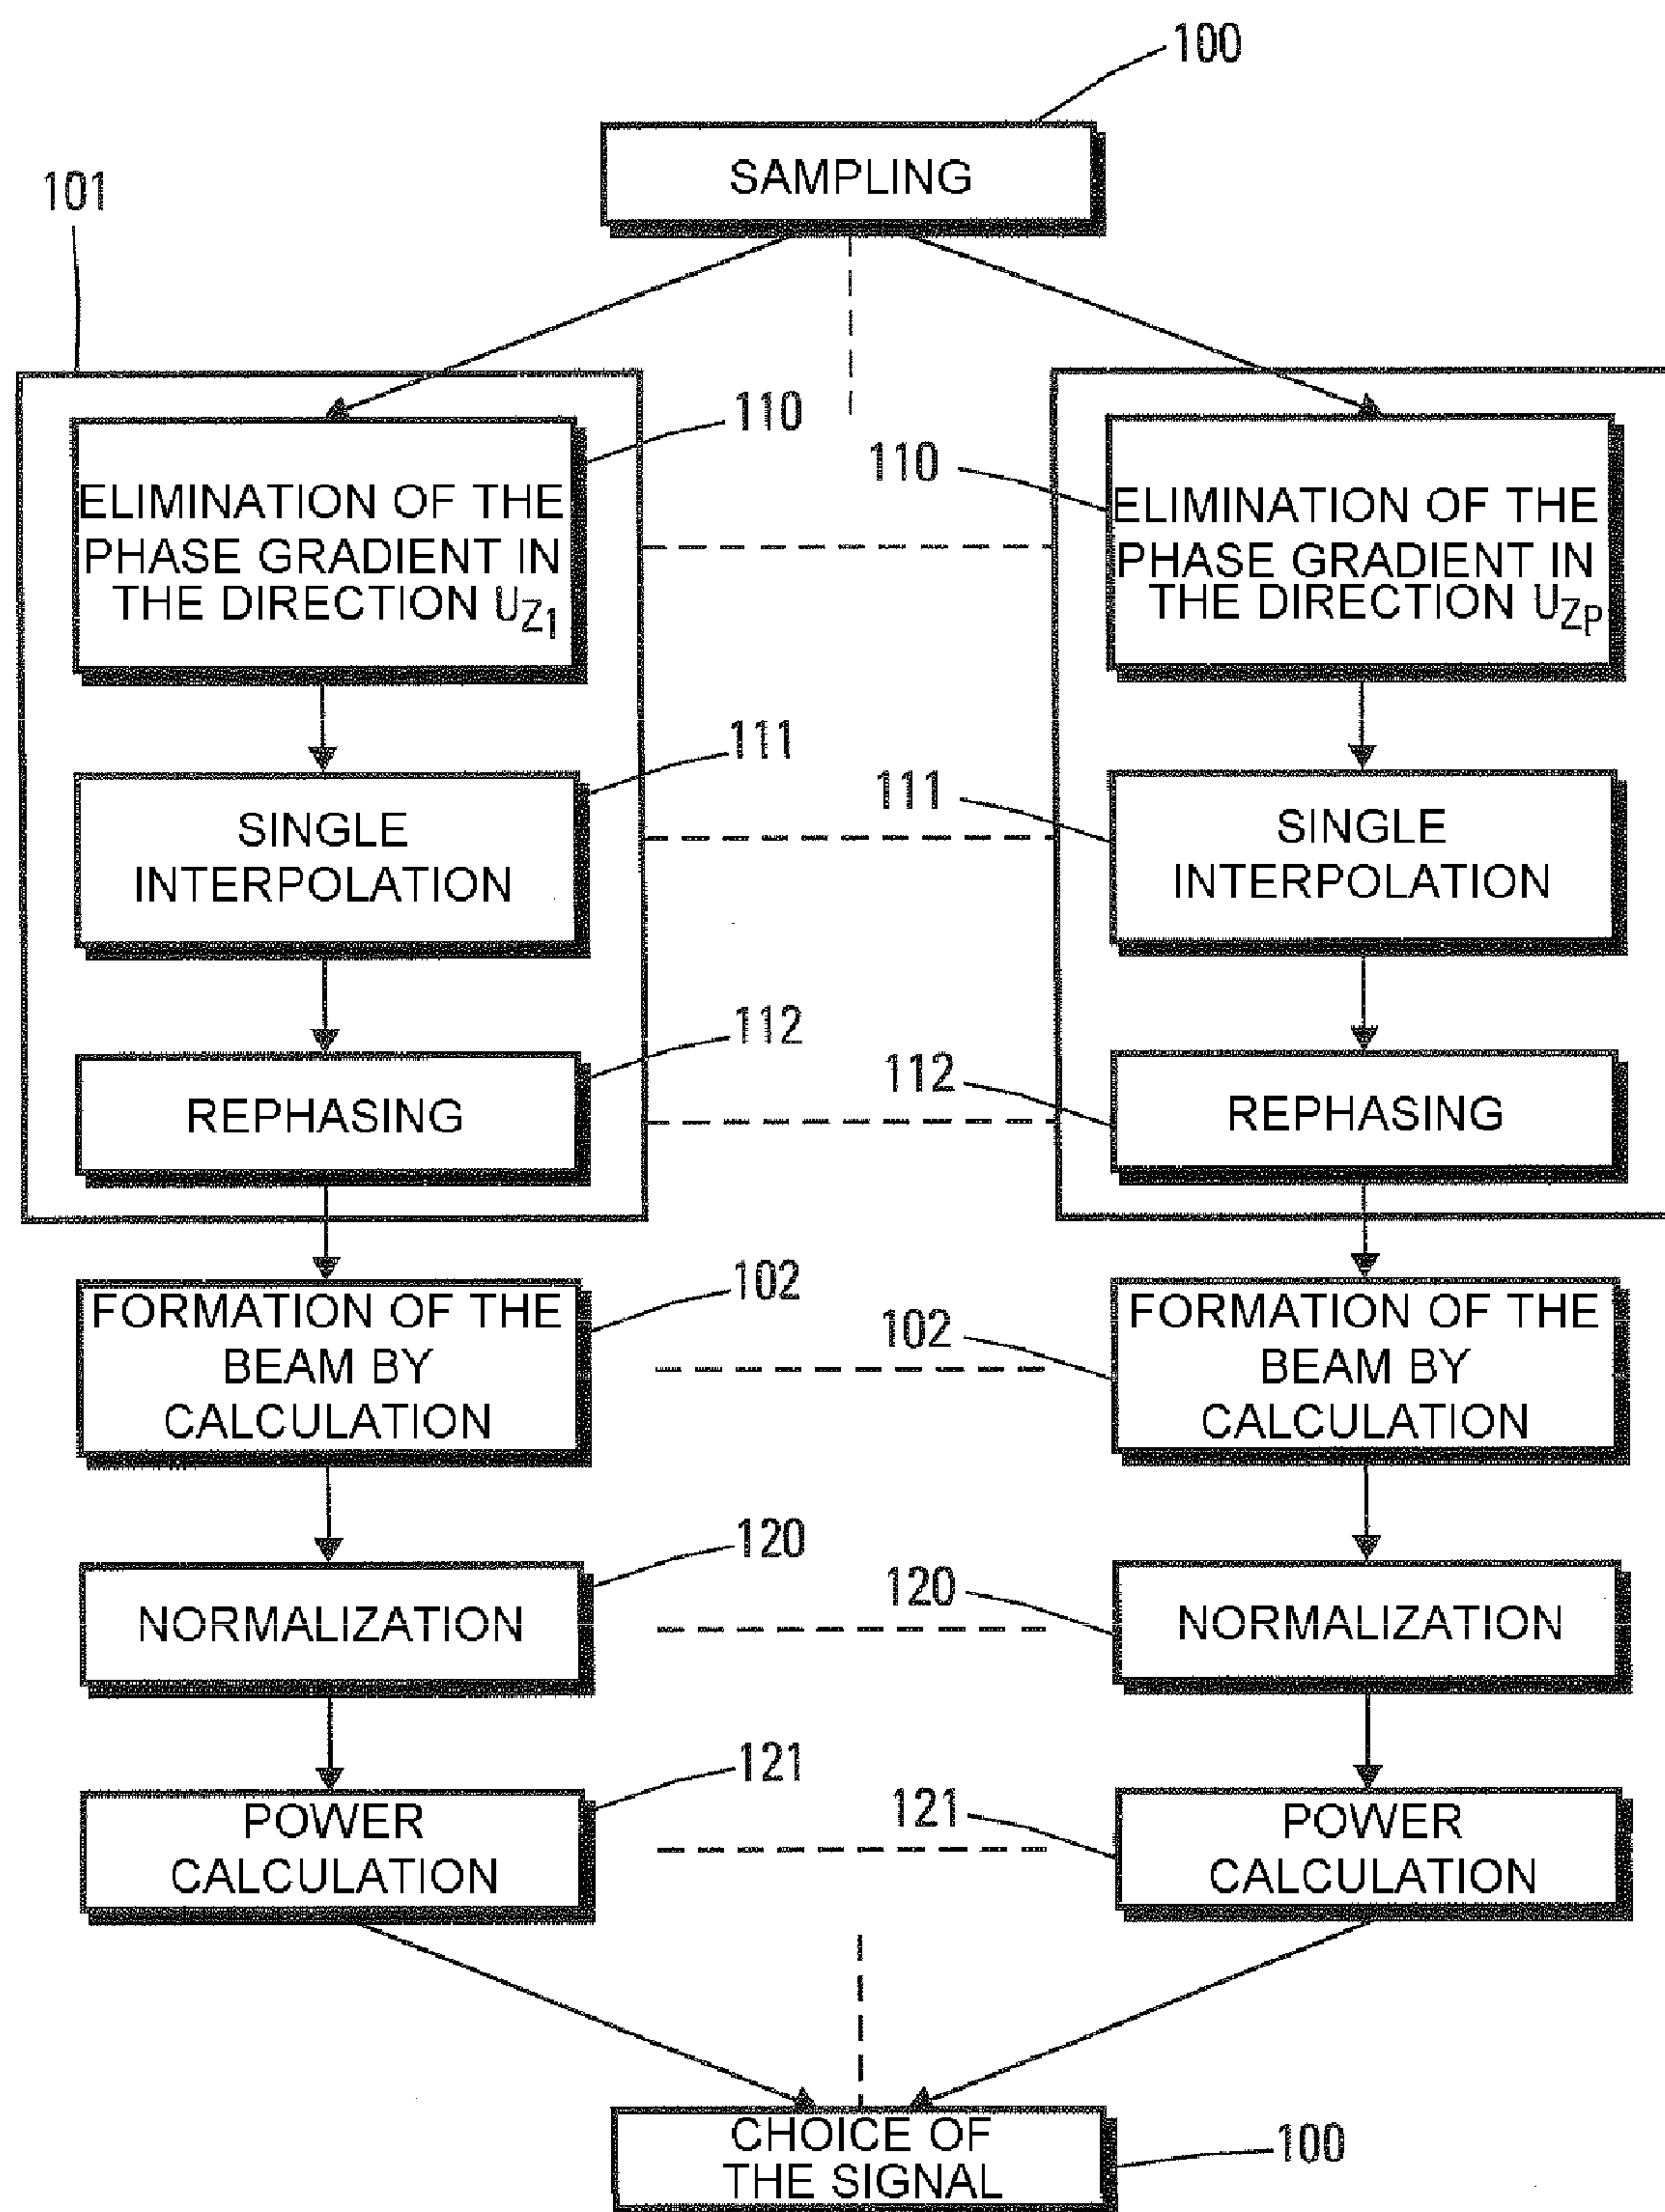 100
SAMPLING
101
110
ELIMINATION OF THE
PHASE GRADIENT IN
THE DIRECTION UZ1
110
ELIMINATION OF THE
PHASE GRADIENT IN
THE DIRECTION UZP
111
SINGLE
INTERPOLATION
111
SINGLE
INTERPOLATION
112
REPHASING
112
REPHASING
102
FORMATION OF THE
BEAM BY
CALCULATION
102
FORMATION OF THE
BEAM BY
CALCULATION
120
NORMALIZATION
120
NORMALIZATION
121
POWER
CALCULATION
121
POWER
CALCULATION
CHOICE OF
THE SIGNAL
100